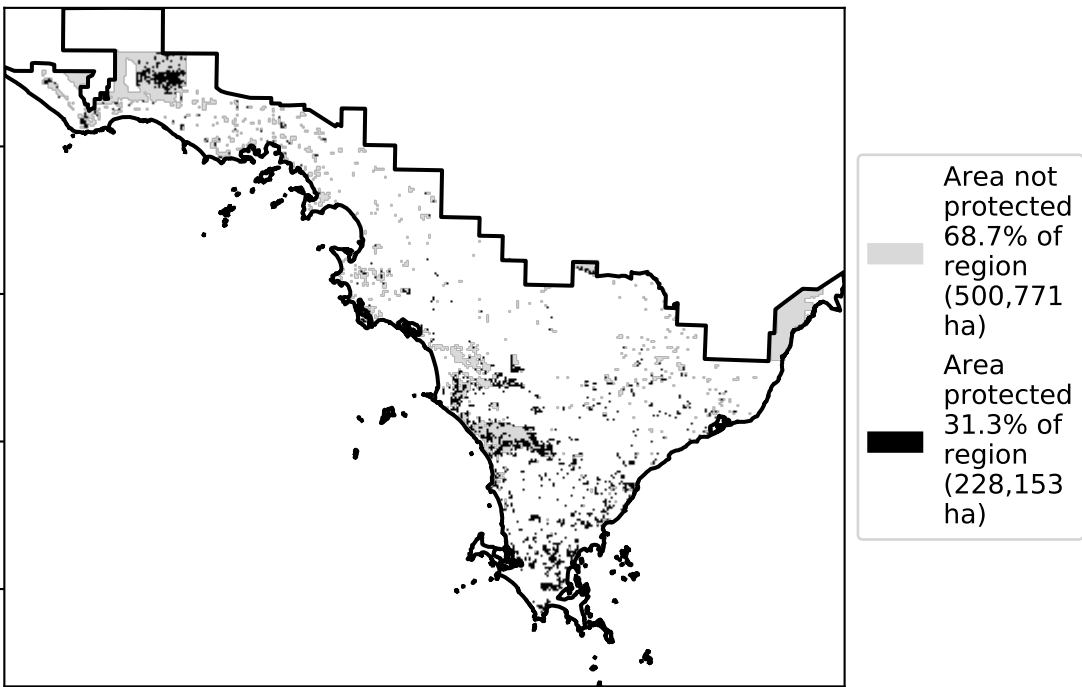 Area not
protected
68.7% of
region
(500,771
ha)
Area
protected
31.3% of
region
(228,153
ha)